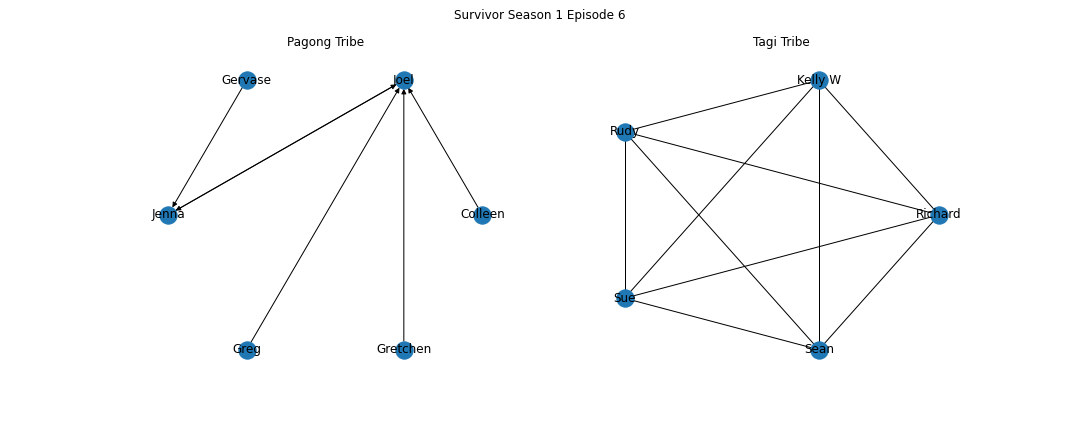 Survivor Season 1 Episode 6
Pagong Tribe
Gervase
Joel
Jenna
Colleen
Greg
Gretchen
Tagi Tribe
Kelly W
Rudy
Richard
Sue
Sean